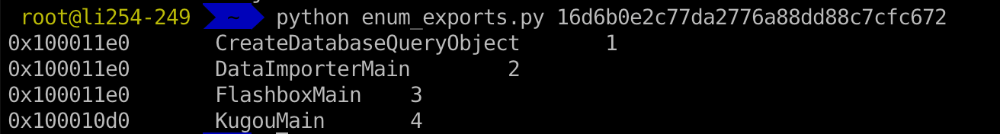 root@li254-249 ~ python enum_exports.py 16d6b0e2c77da2776a88dd88c7cfc672
0x100011e0 CreateDatabaseQueryObject 1
0x100011e0 DataImporterMain 2
0x100011e0 FlashboxMain 3
0x100010d0 KugouMain 4